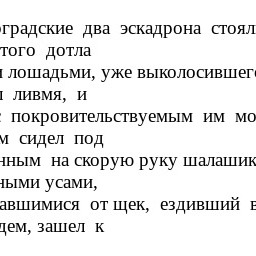 оградские два эскадрона стоял
того дотла
лошадьми, уже выколосившего
ливмя, и
покровительствуемым им мо
м сидел под
нным на скорую руку шалашик
ными усами,
авшимися от щек, ездивший в
дем, зашел к